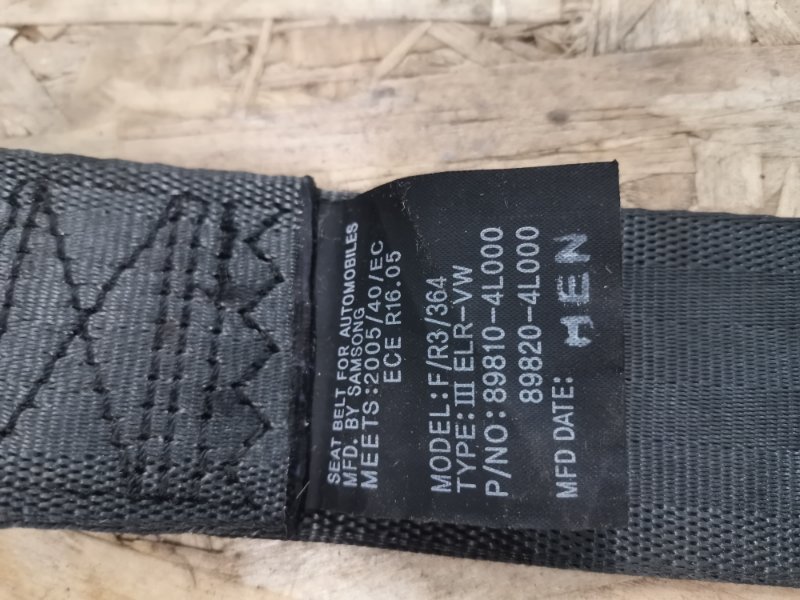 SEAT BELT FOR AUTOMOBILES
MFD. BY SAMSONG
MEETS:2005/40/EC
ECE R16.05
MODEL:F/R3/364
TYPE:III ELR-VW
P/NO:89810-4L000
89820-4L000
MFD DATE: HEN